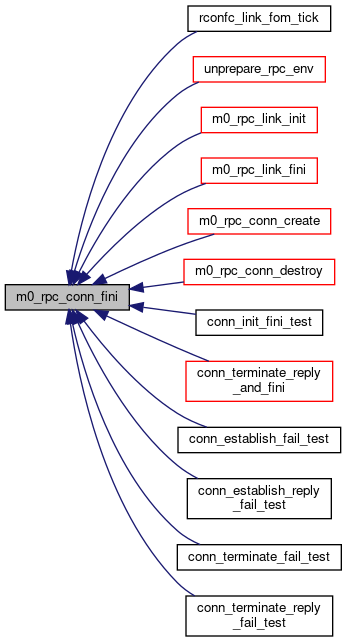 rconfc_link_fom_tick
unprepare_rpc_env
m0_rpc_link_init
m0_rpc_link_fini
m0_rpc_conn_create
m0_rpc_conn_destroy
m0_rpc_conn_fini
conn_init_fini_test
conn_terminate_reply
_and_fini
conn_establish_fail_test
conn_establish_reply
_fail_test
conn_terminate_fail_test
conn_terminate_reply
_fail_test